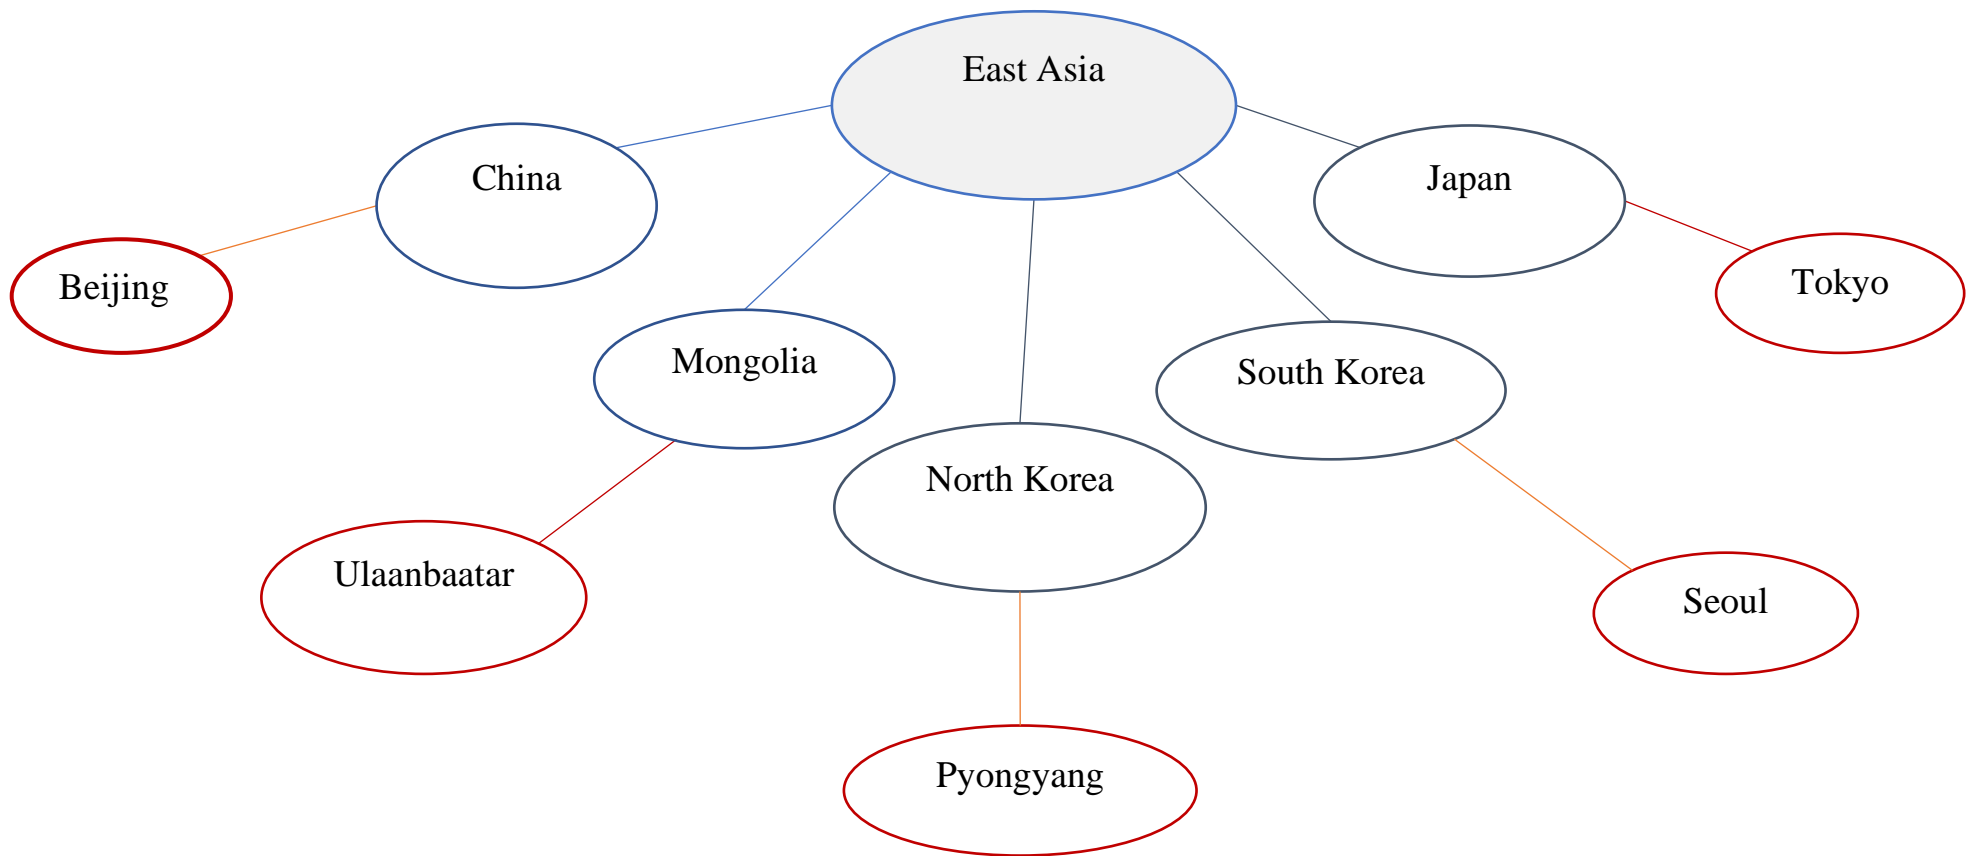 East Asia
China
Japan
Beijing
Tokyo
Mongolia
South Korea
North Korea
Ulaanbaatar
Seoul
Pyongyang